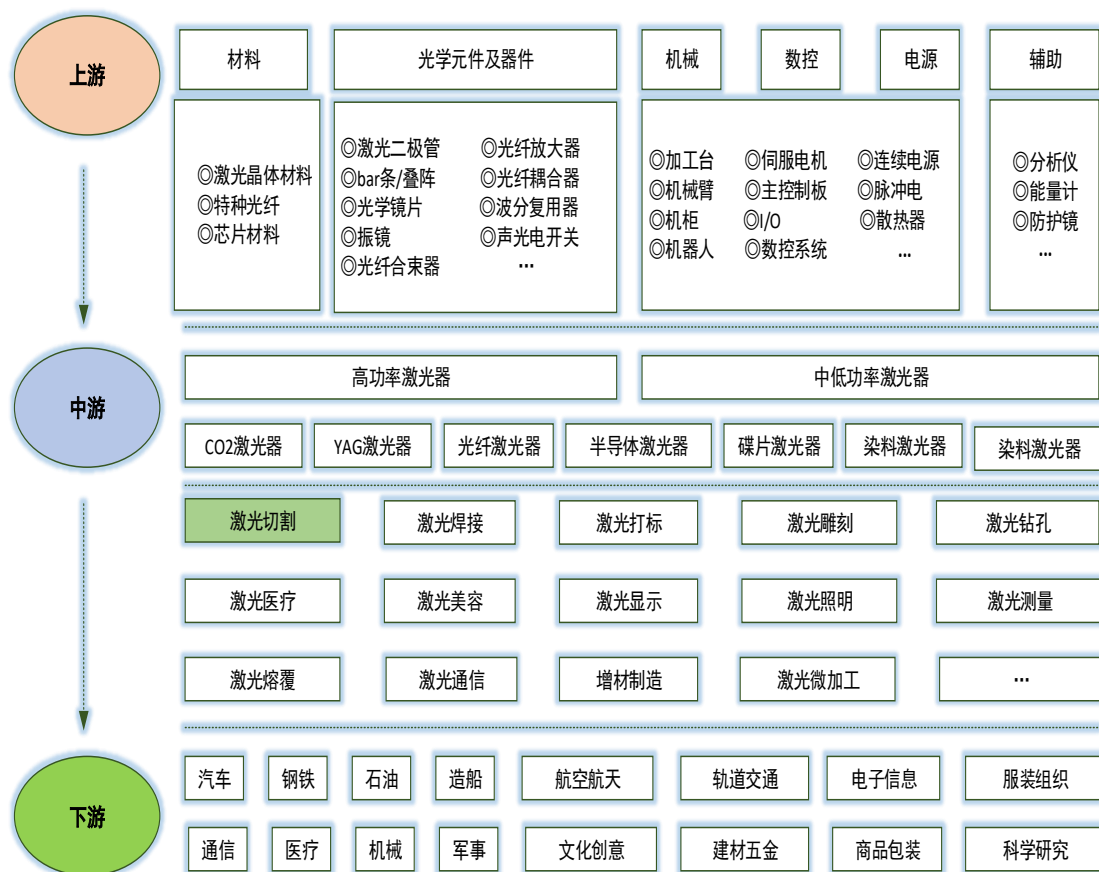 上游
材料
光学元件及器件
机械
数控
电源
辅助
◎激光晶体材料
◎特种光纤
◎芯片材料
◎激光二极管
◎bar条/叠阵
◎光学镜片
◎振镜
◎光纤合束器
◎光纤放大器
◎光纤耦合器
◎波分复用器
◎声光电开关
…
◎加工台
◎机械臂
◎机柜
◎机器人
◎伺服电机
◎主控制板
◎I/O
◎数控系统
◎连续电源
◎脉冲电
◎散热器
…
◎分析仪
◎能量计
◎防护镜
…
中游
高功率激光器
中低功率激光器
CO2激光器
YAG激光器
光纤激光器
半导体激光器
碟片激光器
染料激光器
染料激光器
激光切割
激光焊接
激光打标
激光雕刻
激光钻孔
激光医疗
激光美容
激光显示
激光照明
激光测量
激光熔覆
激光通信
增材制造
激光微加工
…
下游
汽车
钢铁
石油
造船
航空航天
轨道交通
电子信息
服装组织
通信
医疗
机械
军事
文化创意
建材五金
商品包装
科学研究